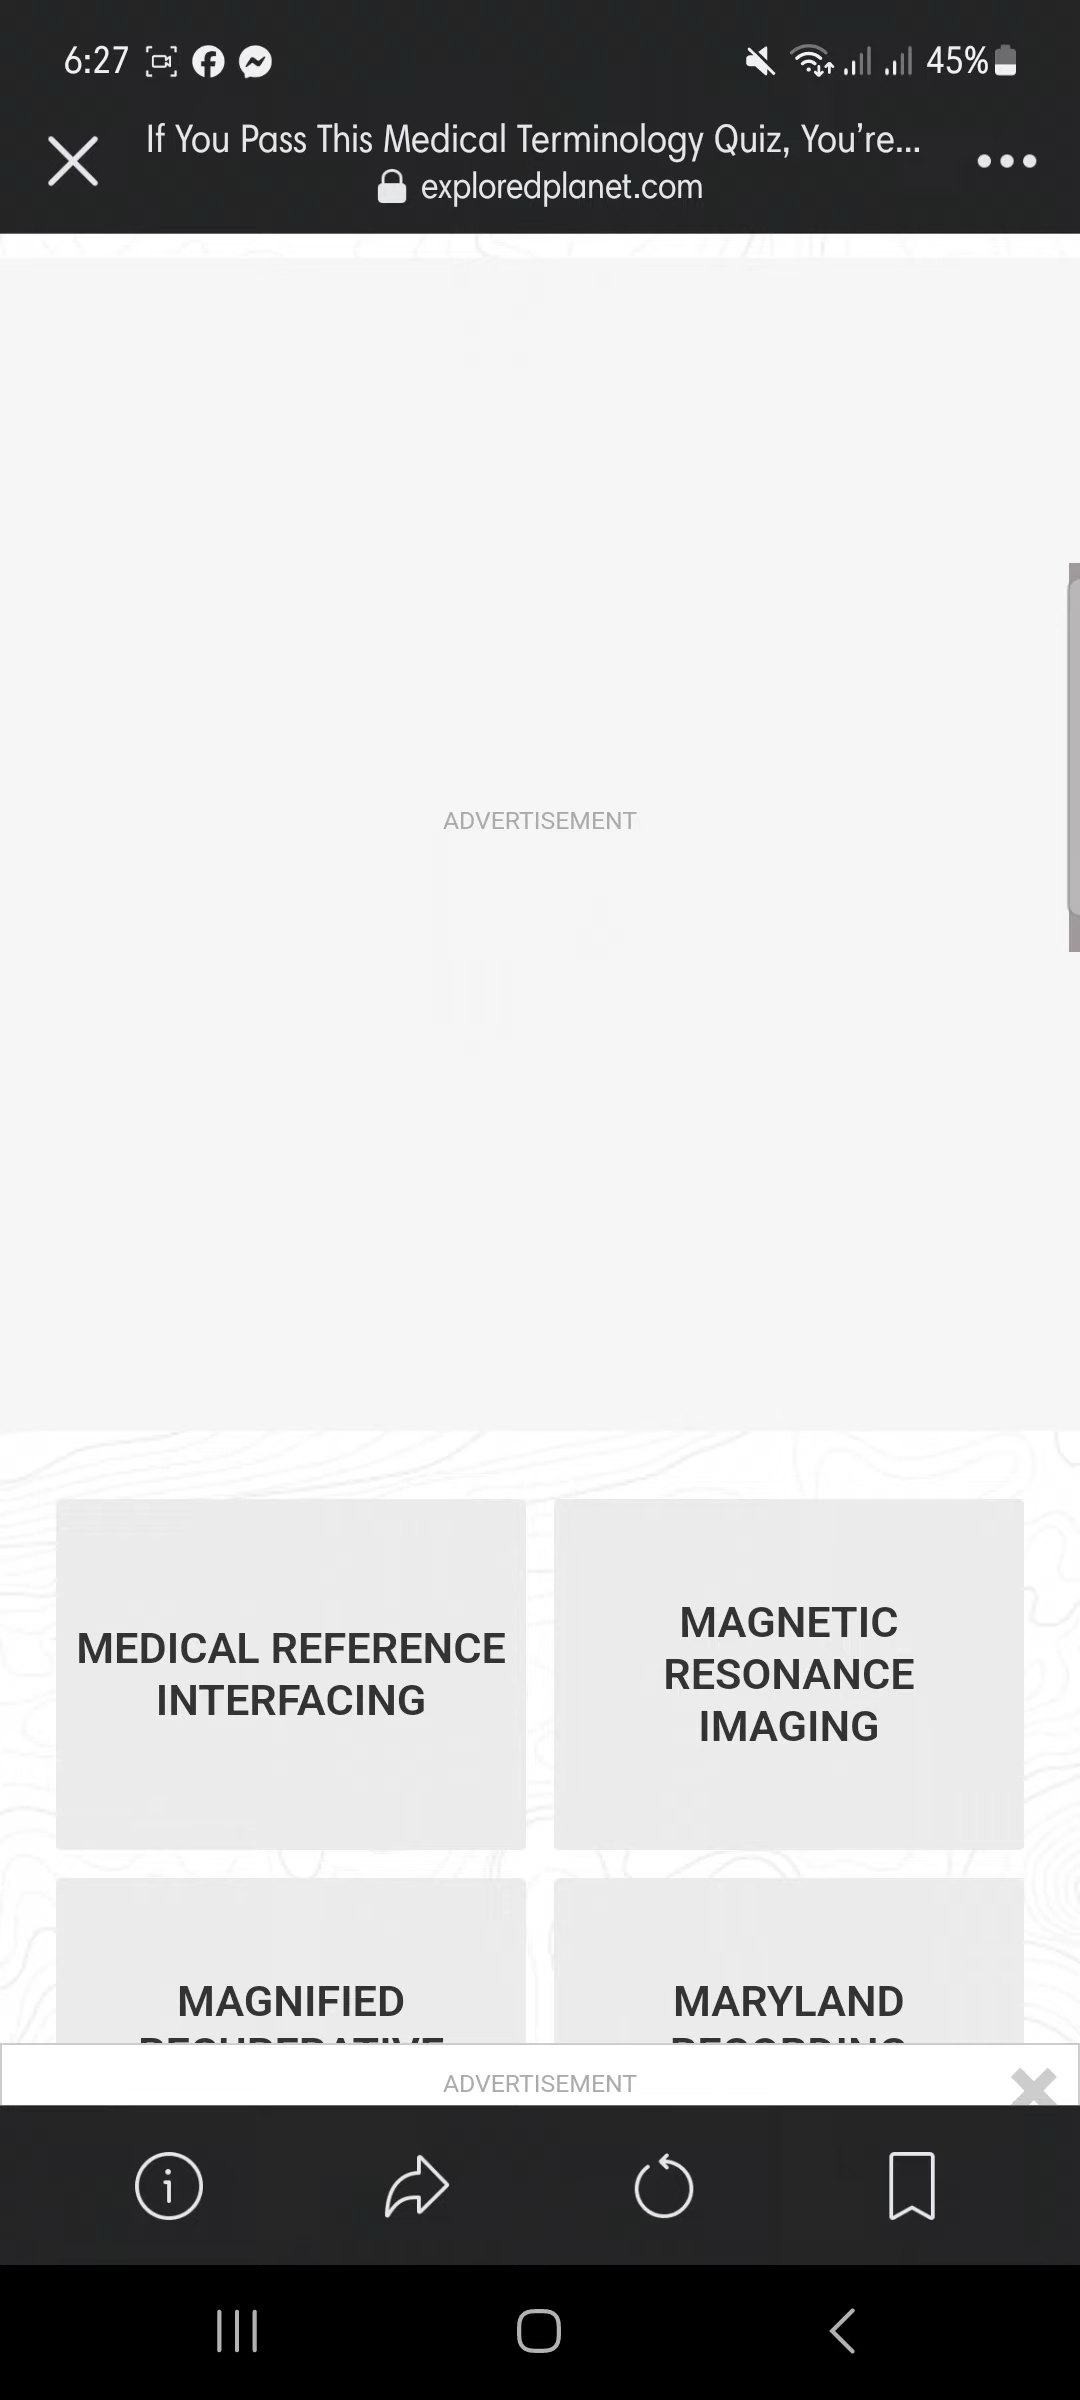 6:27
45%
If You Pass This Medical Terminology Quiz, You’re...
exploredplanet.com
ADVERTISEMENT
MEDICAL REFERENCE
INTERFACING
MAGNETIC
RESONANCE
IMAGING
MAGNIFIED
MARYLAND
ADVERTISEMENT